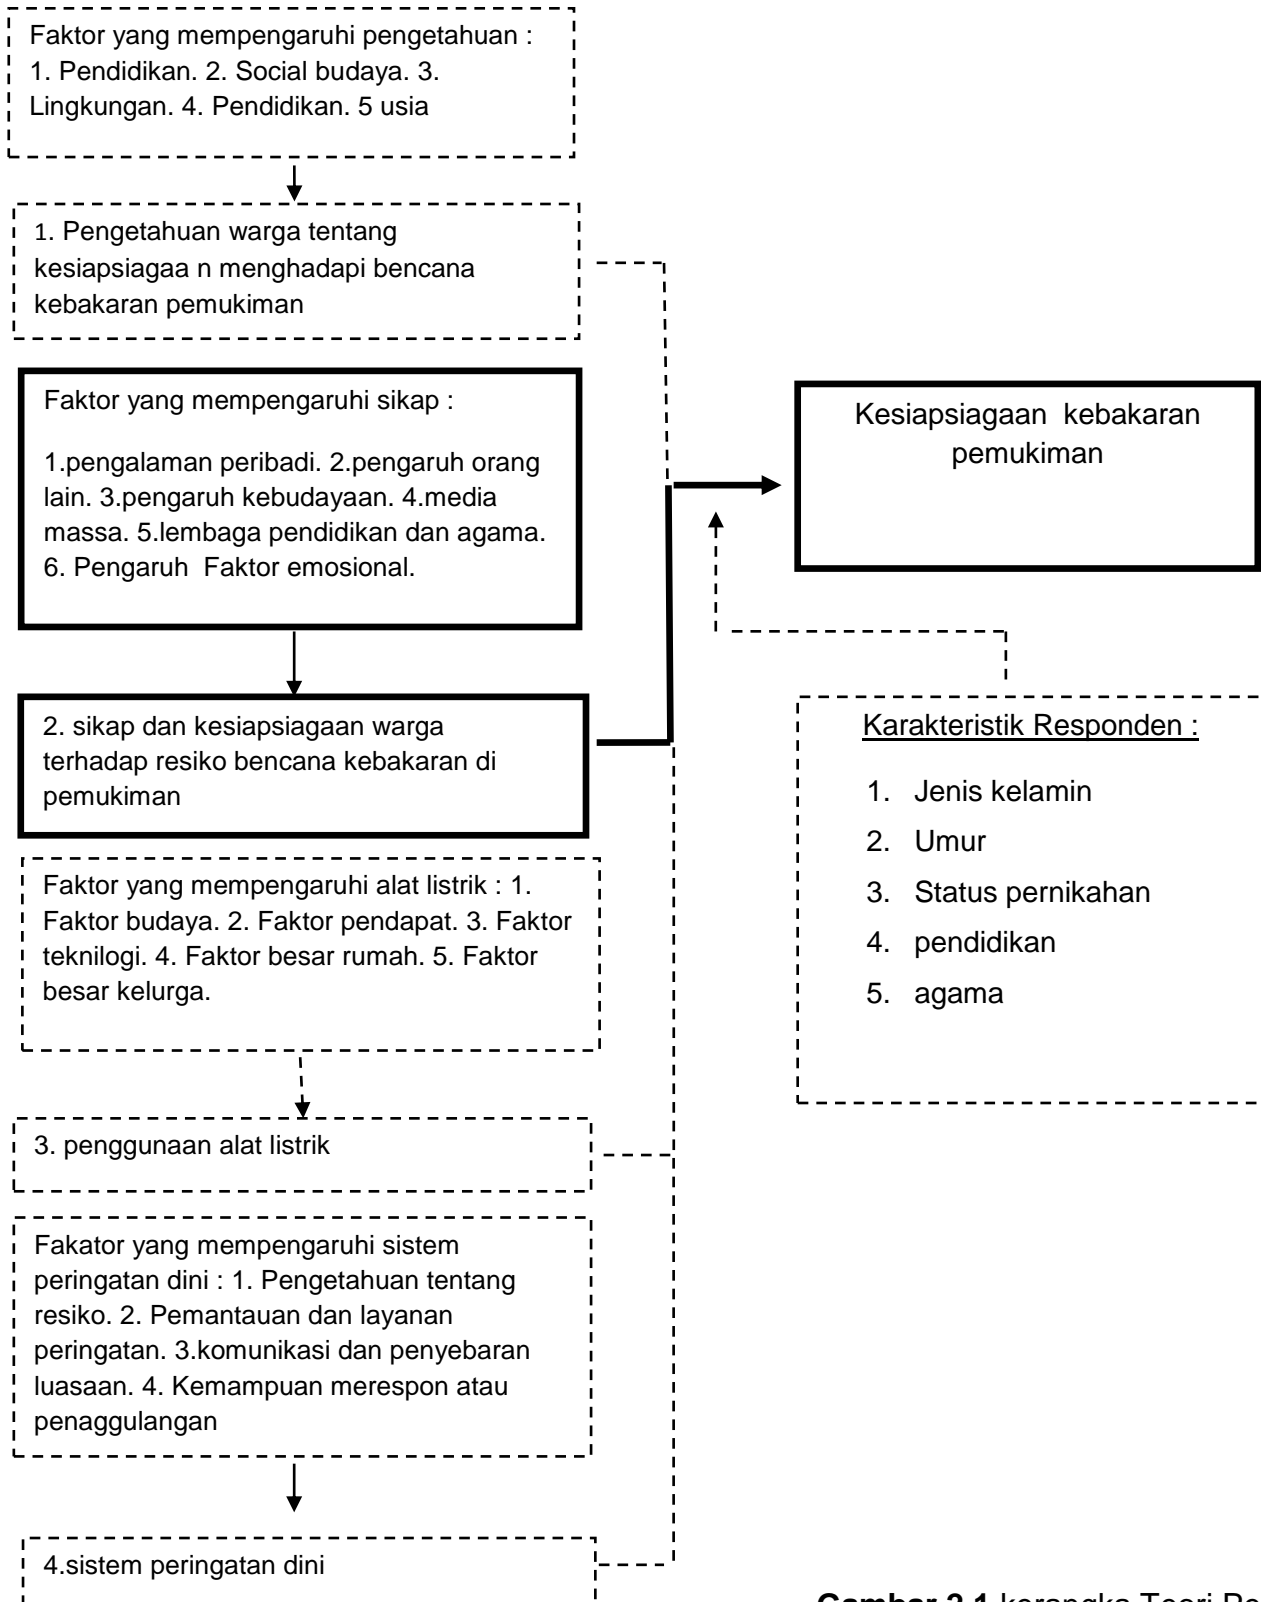 Faktor yang mempengaruhi pengetahuan :
1. Pendidikan. 2. Social budaya. 3.
Lingkungan. 4. Pendidikan. 5 usia
1. Pengetahuan warga tentang
kesiapsiagaa n menghadapi bencana
kebakaran pemukiman
Faktor yang mempengaruhi sikap :
1.pengalaman peribadi. 2.pengaruh orang
lain. 3.pengaruh kebudayaan. 4.media
massa. 5.lembaga pendidikan dan agama.
6. Pengaruh Faktor emosional.
Kesiapsiagaan kebakaran
pemukiman
2. sikap dan kesiapsiagaan warga
terhadap resiko bencana kebakaran di
pemukiman
Karakteristik Responden :
1. Jenis kelamin
2. Umur
3. Status pernikahan
4. pendidikan
5. agama
Faktor yang mempengaruhi alat listrik : 1.
Faktor budaya. 2. Faktor pendapat. 3. Faktor
teknilogi. 4. Faktor besar rumah. 5. Faktor
besar kelurga.
3. penggunaan alat listrik
Fakator yang mempengaruhi sistem
peringatan dini : 1. Pengetahuan tentang
resiko. 2. Pemantauan dan layanan
peringatan. 3.komunikasi dan penyebaran
luasaan. 4. Kemampuan merespon atau
penaggulangan
4.sistem peringatan dini
Gambar 2.1 kerangka Teori